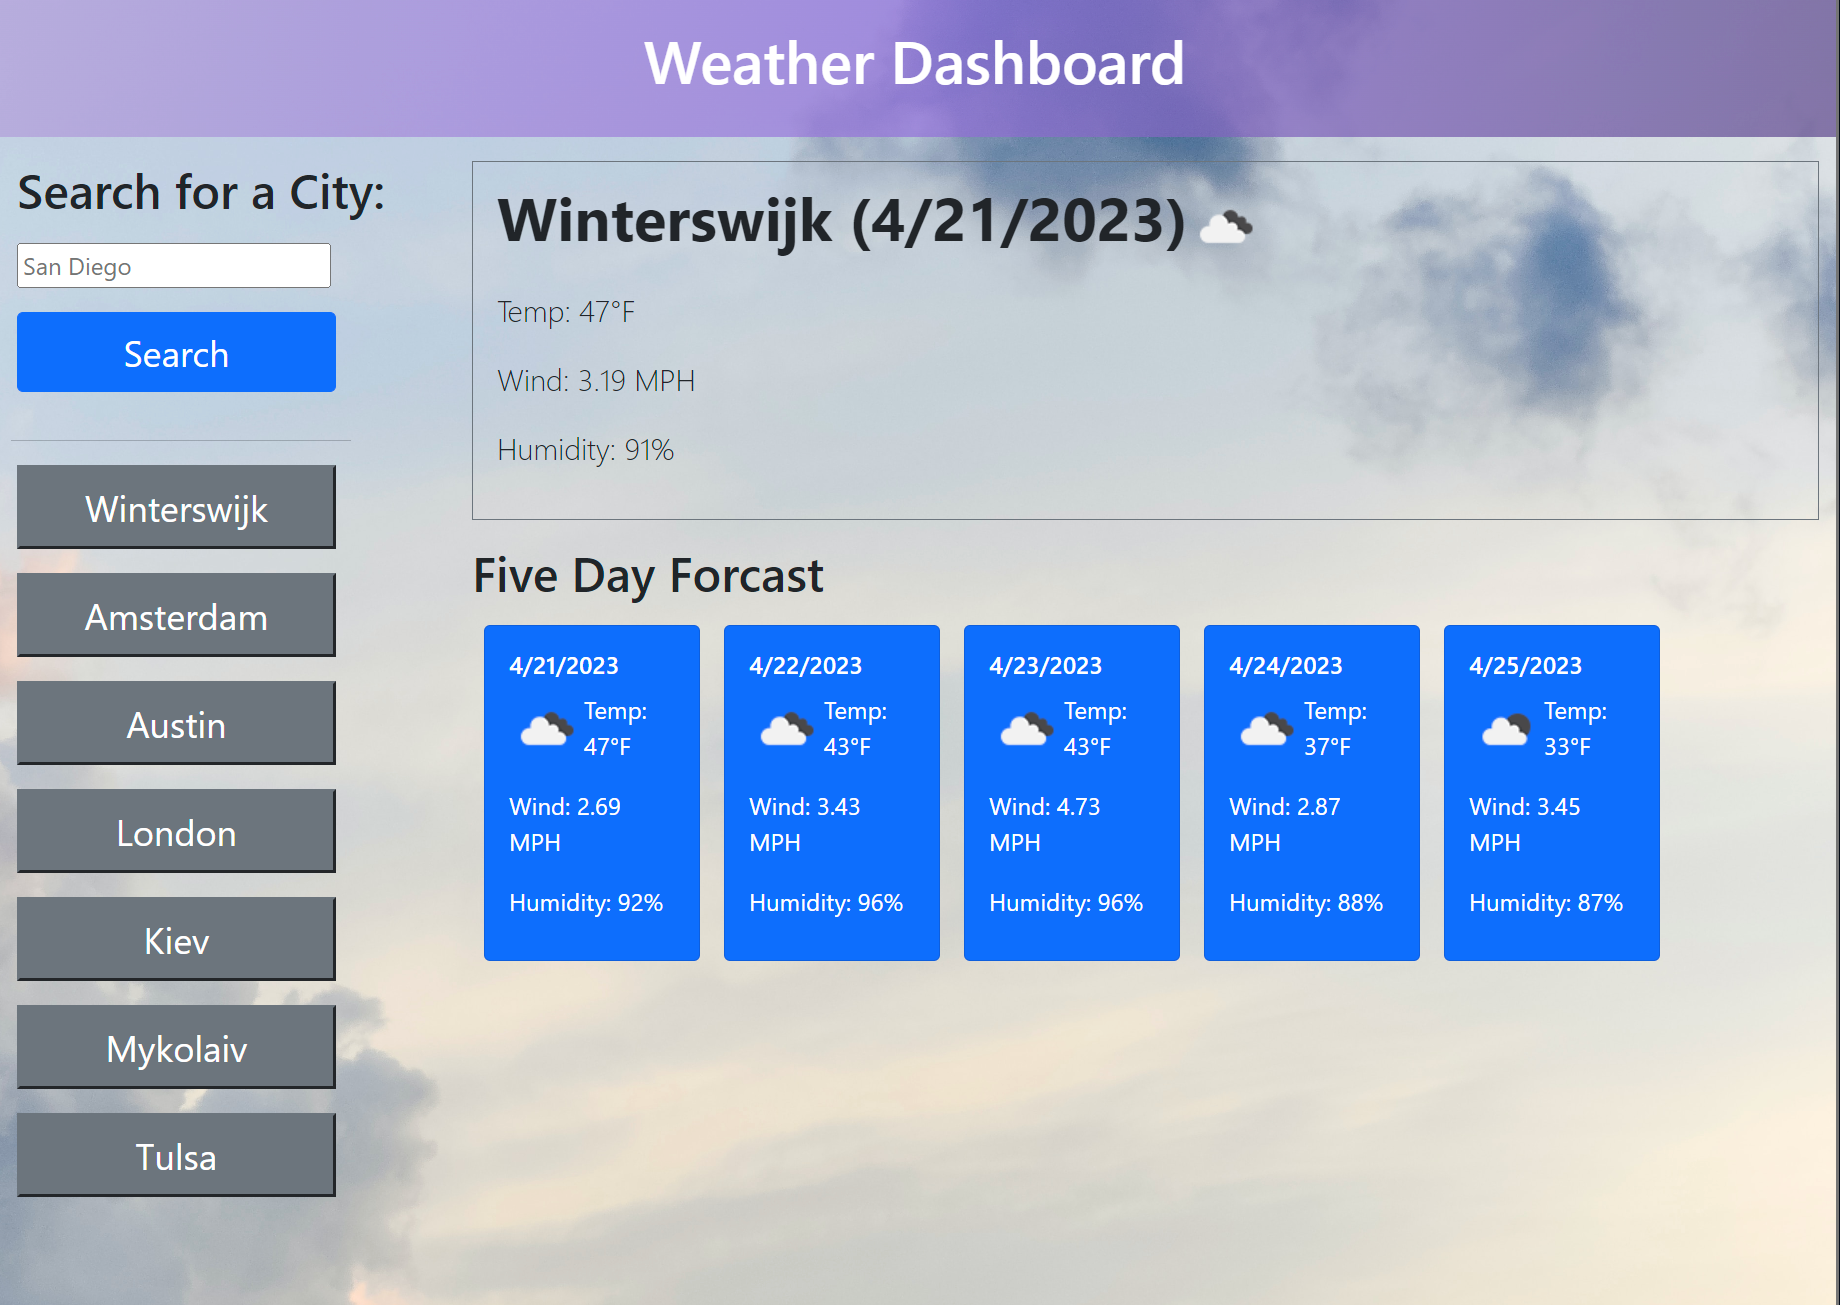 Weather Dashboard
Search for a City:
San Diego
Search
Winterswijk
Amsterdam
Austin
London
Kiev
Mykolaiv
Tulsa
Winterswijk (4/21/2023)
Temp: 47°F
Wind: 3.19 MPH
Humidity: 91%
Five Day Forcast
4/21/2023
Temp:
47°F
Wind: 2.69
MPH
Humidity: 92%
4/22/2023
Temp:
43°F
Wind: 3.43
MPH
Humidity: 96%
4/23/2023
Temp:
43°F
Wind: 4.73
MPH
Humidity: 96%
4/24/2023
Temp:
37°F
Wind: 2.87
MPH
Humidity: 88%
4/25/2023
Temp:
33°F
Wind: 3.45
MPH
Humidity: 87%